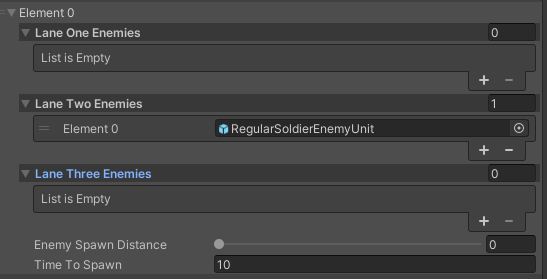 Element 0
Lane One Enemies 0
List is Empty
+ −
Lane Two Enemies 1
Element 0 RegularSoldierEnemyUnit
+ −
Lane Three Enemies 0
List is Empty
+ −
Enemy Spawn Distance 0
Time To Spawn 10